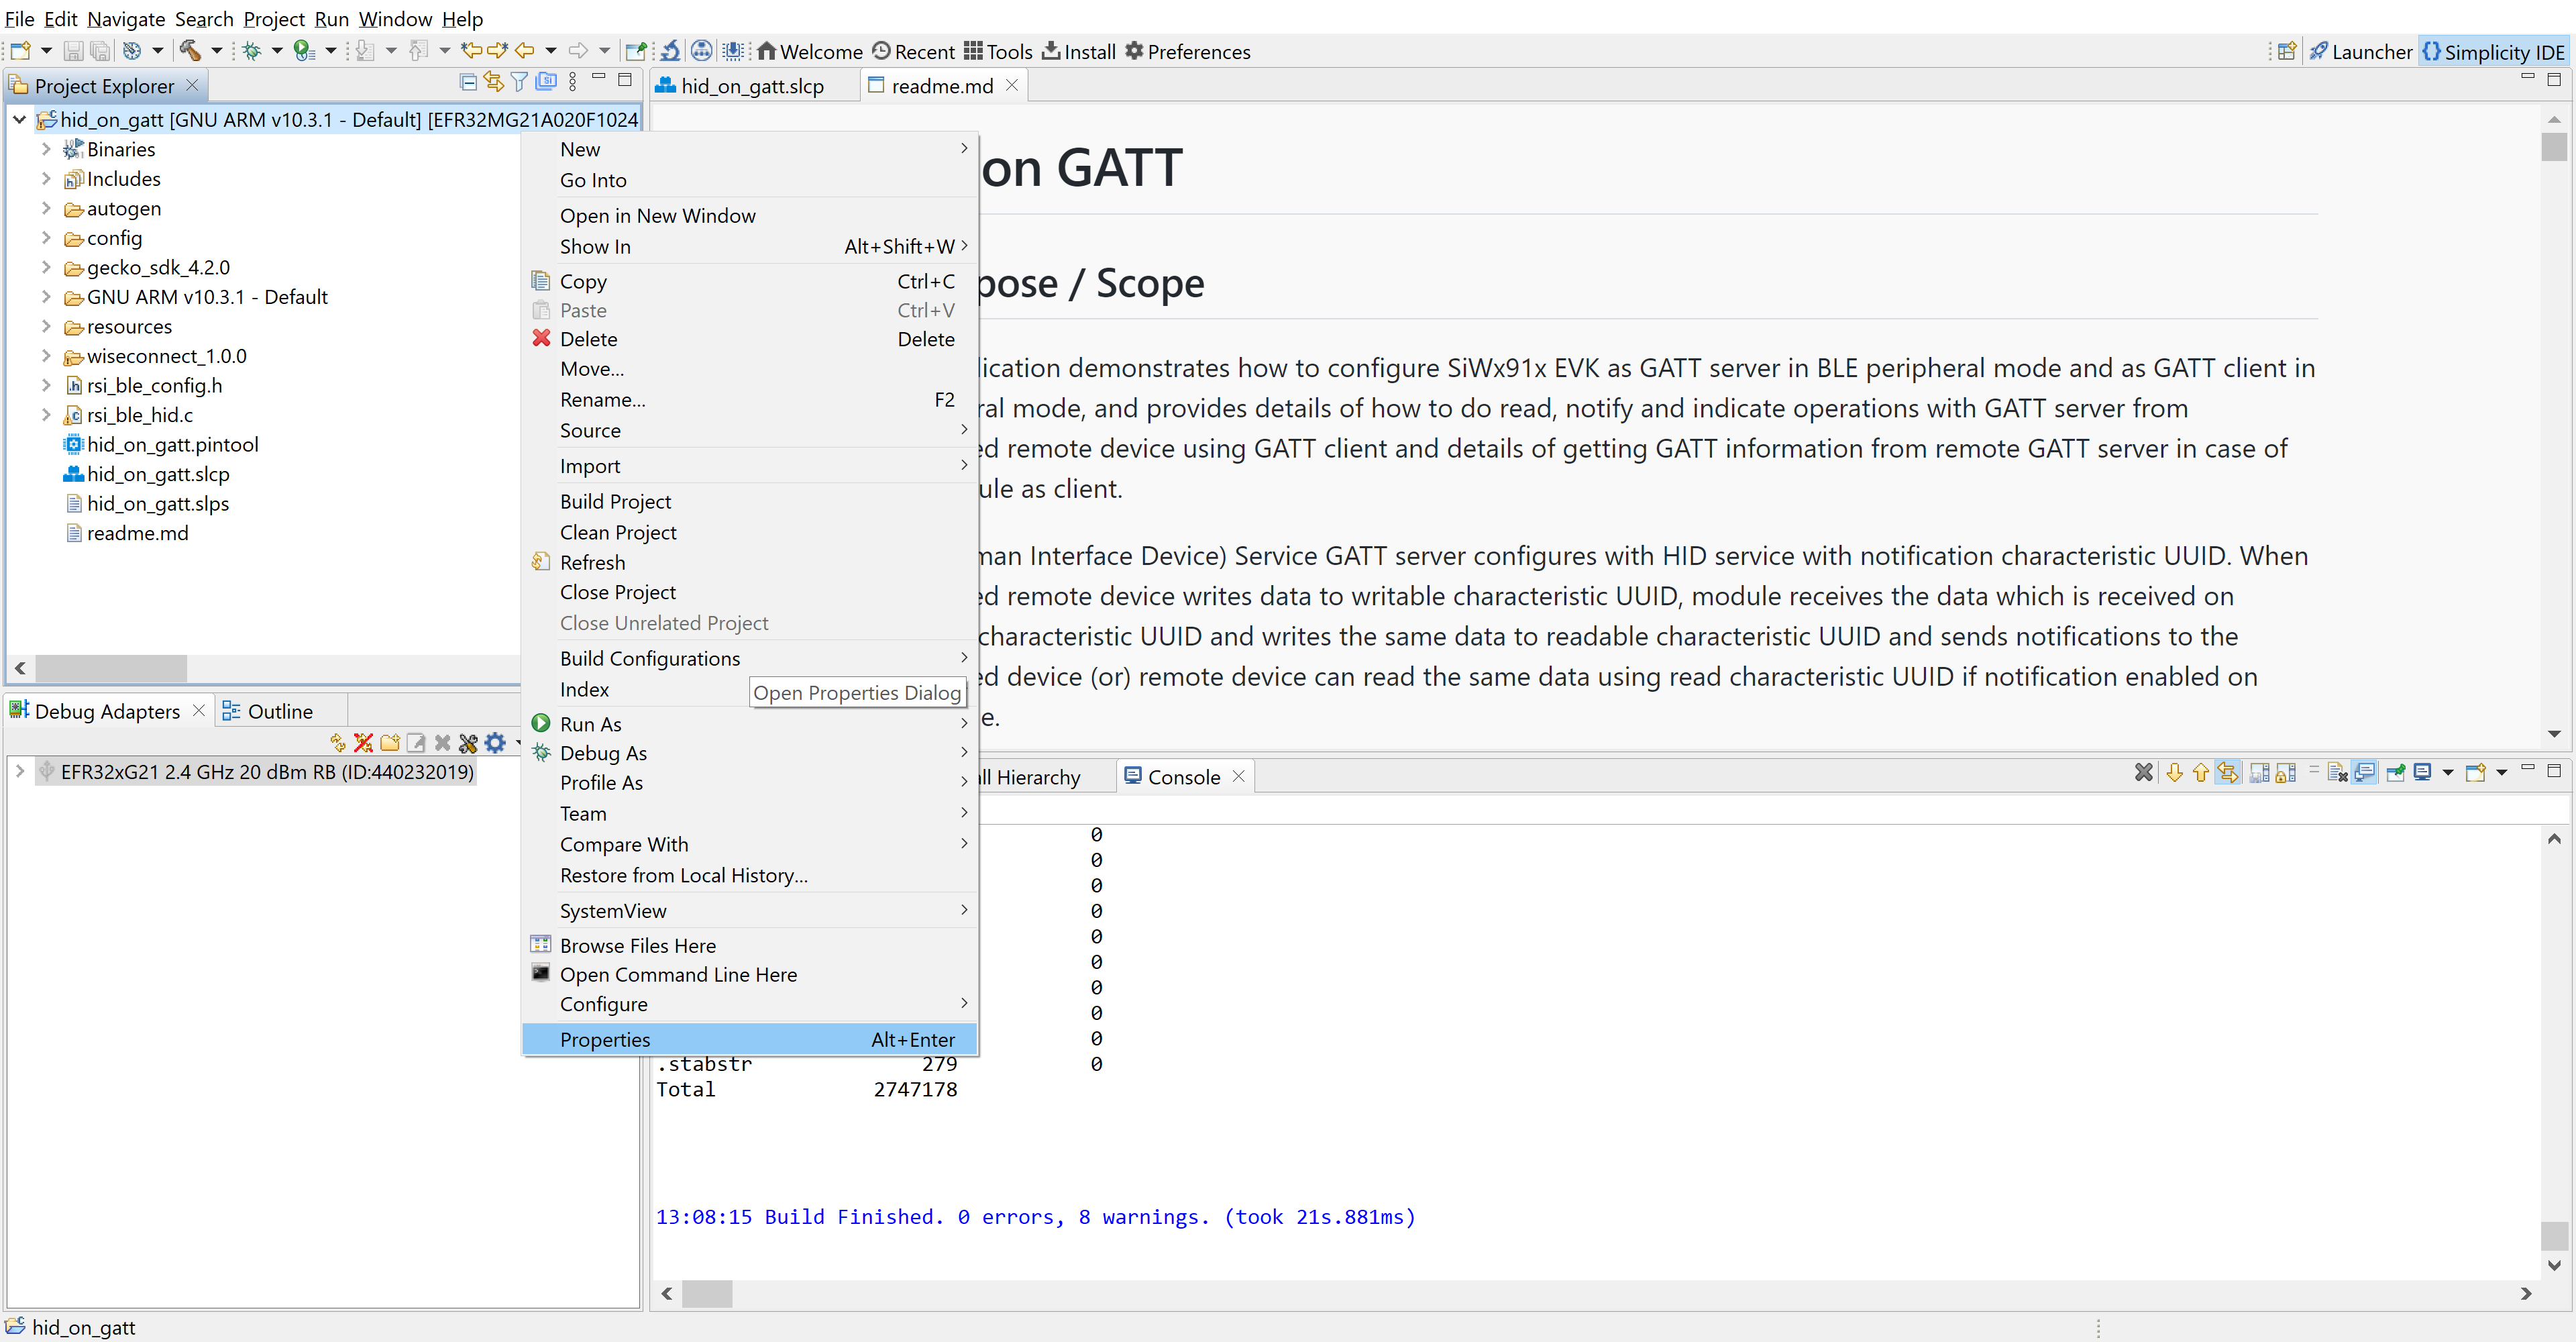 File Edit Navigate Search Project Run Window Help
Welcome Recent Tools Install Preferences Launcher Simplicity IDE
Project Explorer
hid_on_gatt [GNU ARM v10.3.1 - Default] [EFR32MG21A020F1024
Binaries
Includes
autogen
config
gecko_sdk_4.2.0
GNU ARM v10.3.1 - Default
resources
wiseconnect_1.0.0
rsi_ble_config.h
rsi_ble_hid.c
hid_on_gatt.pintool
hid_on_gatt.slcp
hid_on_gatt.slps
readme.md
New
Go Into
Open in New Window
Show In Alt+Shift+W
Copy Ctrl+C
Paste Ctrl+V
Delete Delete
Move...
Rename... F2
Source
Import
Build Project
Clean Project
Refresh
Close Project
Close Unrelated Project
Build Configurations
Index
Open Properties Dialog
Run As
Debug As
Profile As
Team
Compare With
Restore from Local History...
SystemView
Browse Files Here
Open Command Line Here
Configure
Properties Alt+Enter
hid_on_gatt.slcp readme.md
on GATT
pose / Scope
lication demonstrates how to configure SiWx91x EVK as GATT server in BLE peripheral mode and as GATT client in
ral mode, and provides details of how to do read, notify and indicate operations with GATT server from
ed remote device using GATT client and details of getting GATT information from remote GATT server in case of
ule as client.
man Interface Device) Service GATT server configures with HID service with notification characteristic UUID. When
ed remote device writes data to writable characteristic UUID, module receives the data which is received on
characteristic UUID and writes the same data to readable characteristic UUID and sends notifications to the
ed device (or) remote device can read the same data using read characteristic UUID if notification enabled on
e.
Debug Adapters Outline
EFR32xG21 2.4 GHz 20 dBm RB (ID:440232019)
ll Hierarchy Console
0
0
0
0
0
0
0
0
0
.stabstr 279 0
Total 2747178
13:08:15 Build Finished. 0 errors, 8 warnings. (took 21s.881ms)
hid_on_gatt